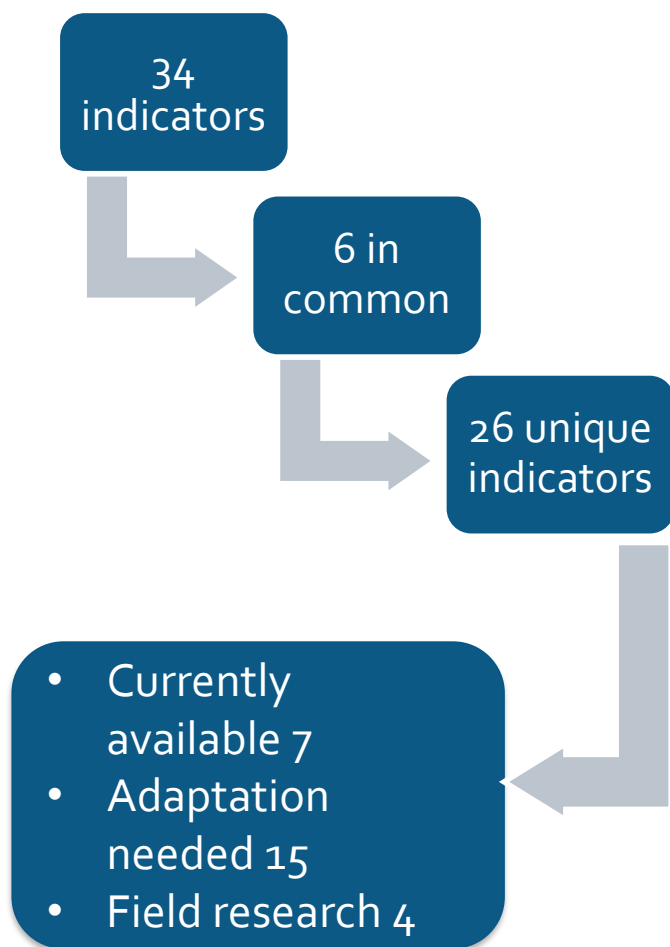 34
indicators
6 in
common
26 unique
indicators
• Currently
available 7
• Adaptation
needed 15
• Field research 4